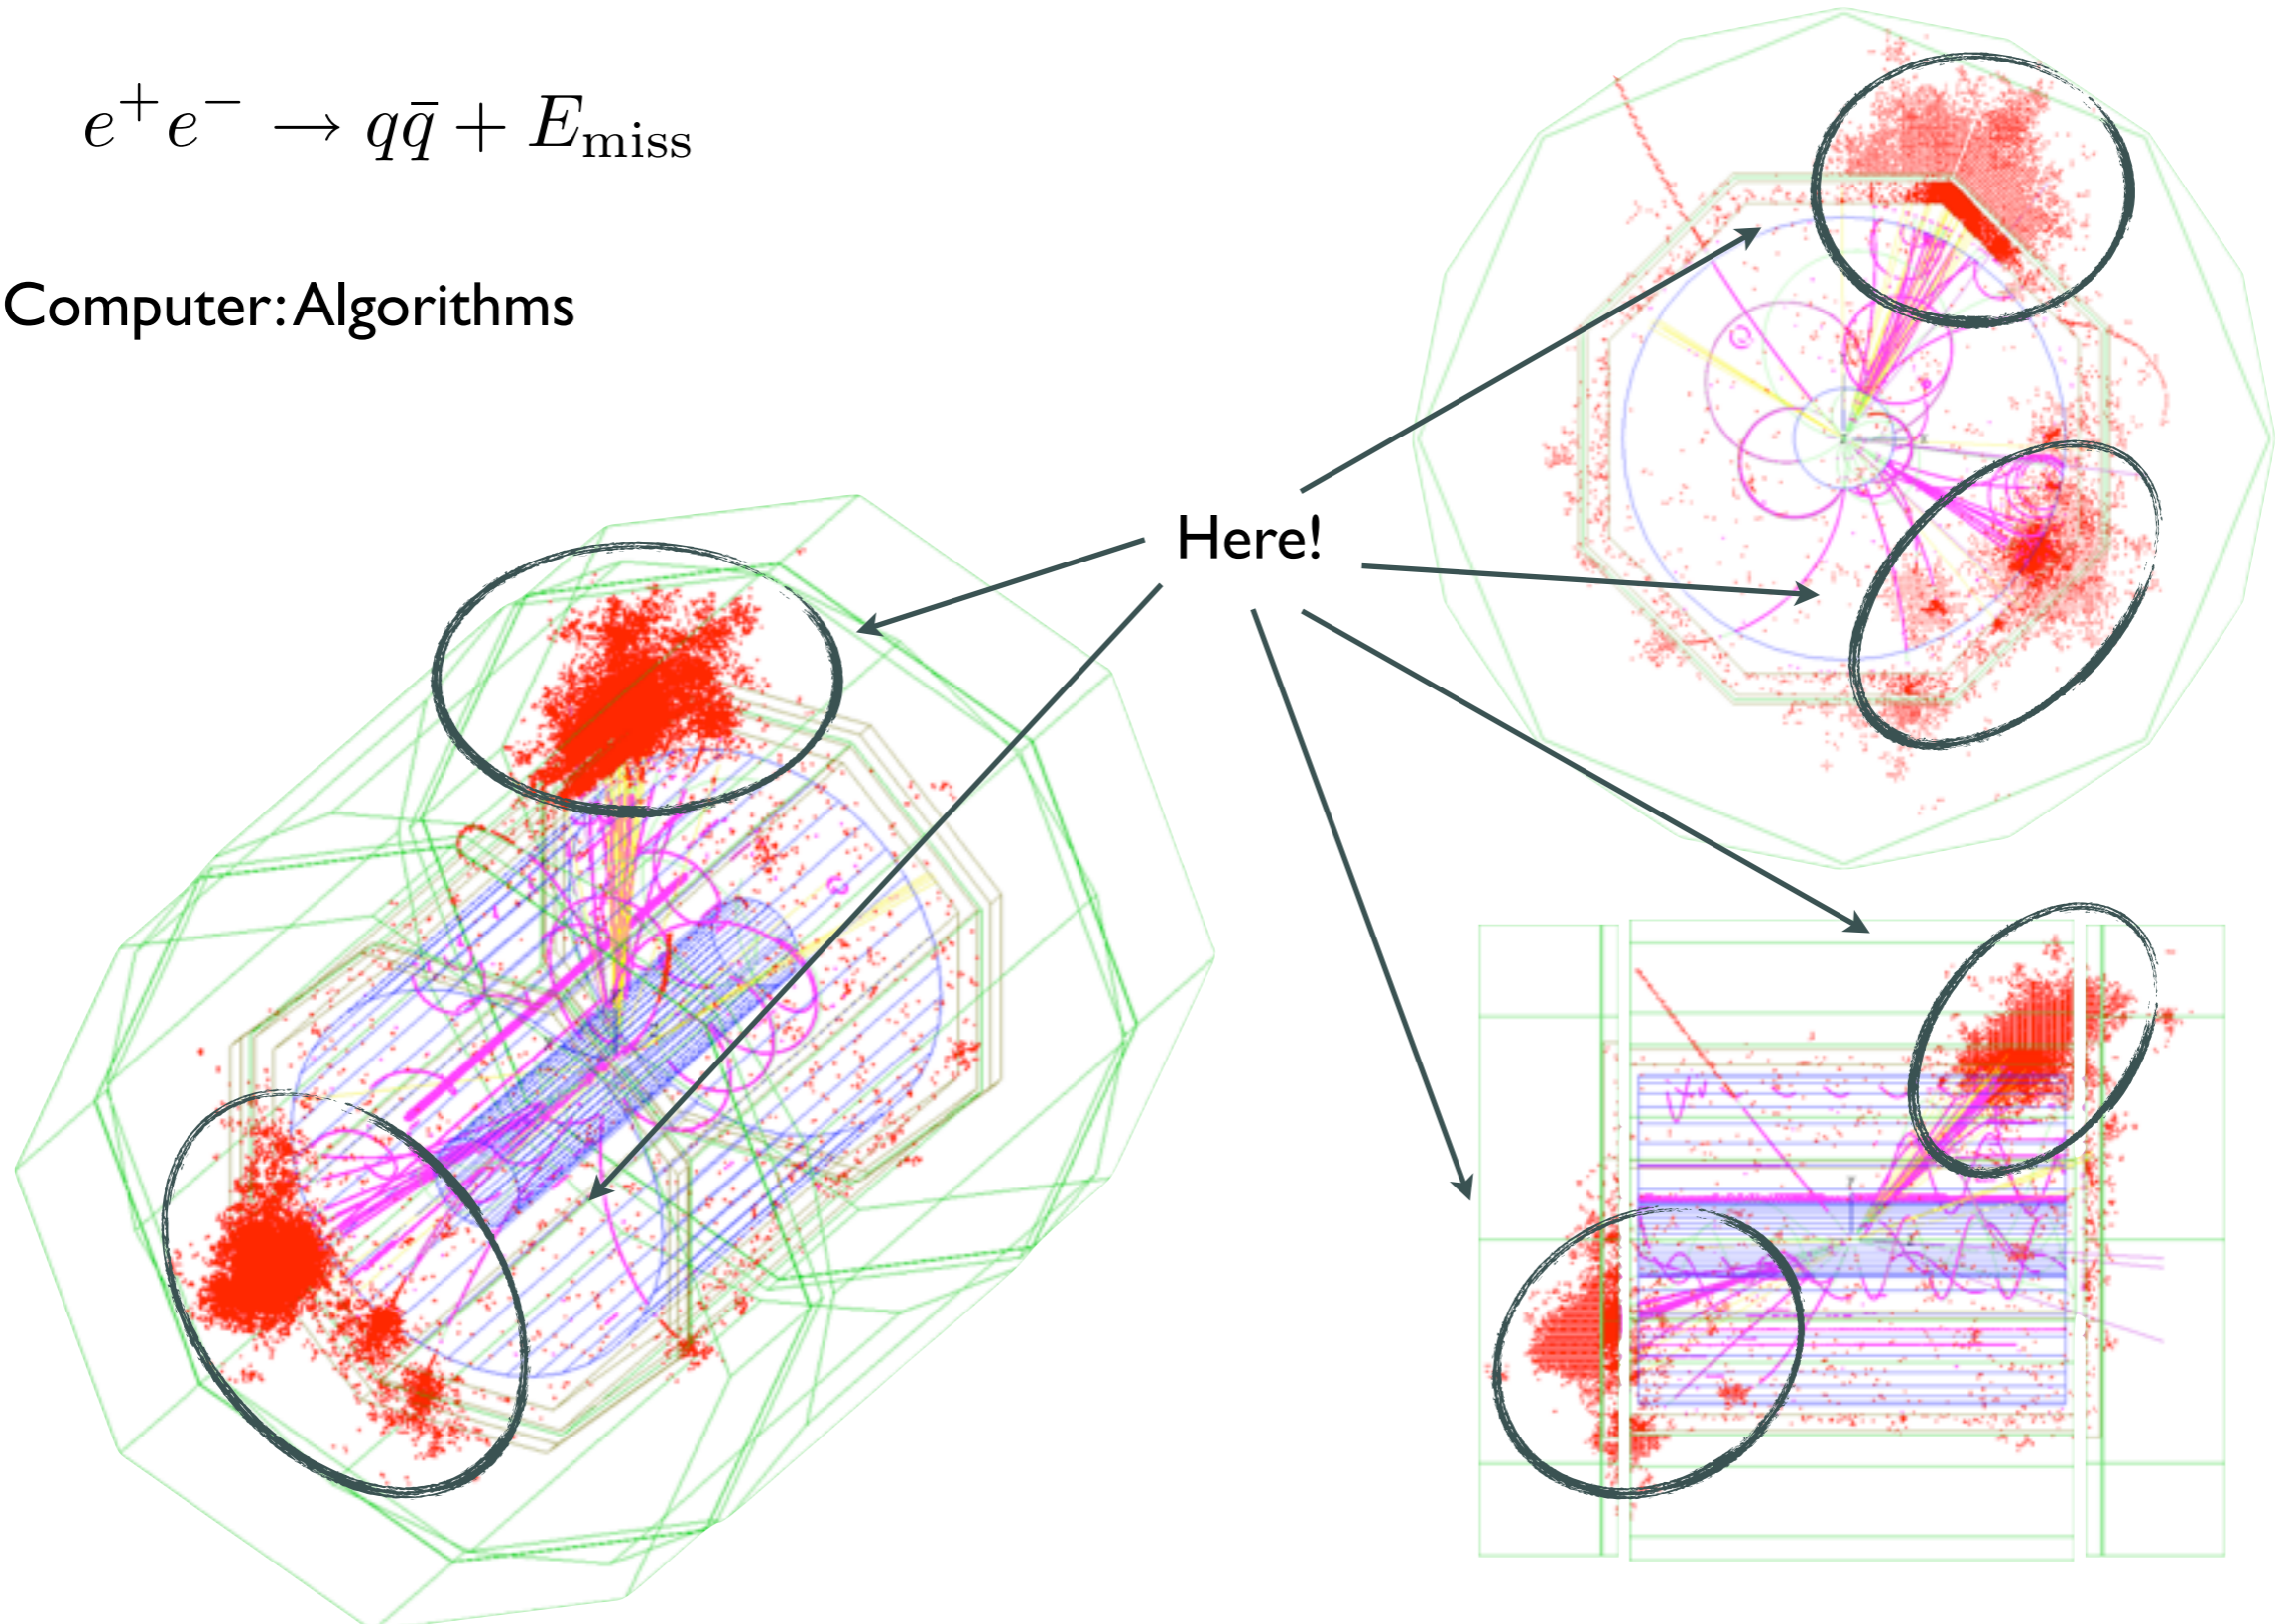 e⁺e⁻ → qq̄ + E_miss
Computer: Algorithms
Here!